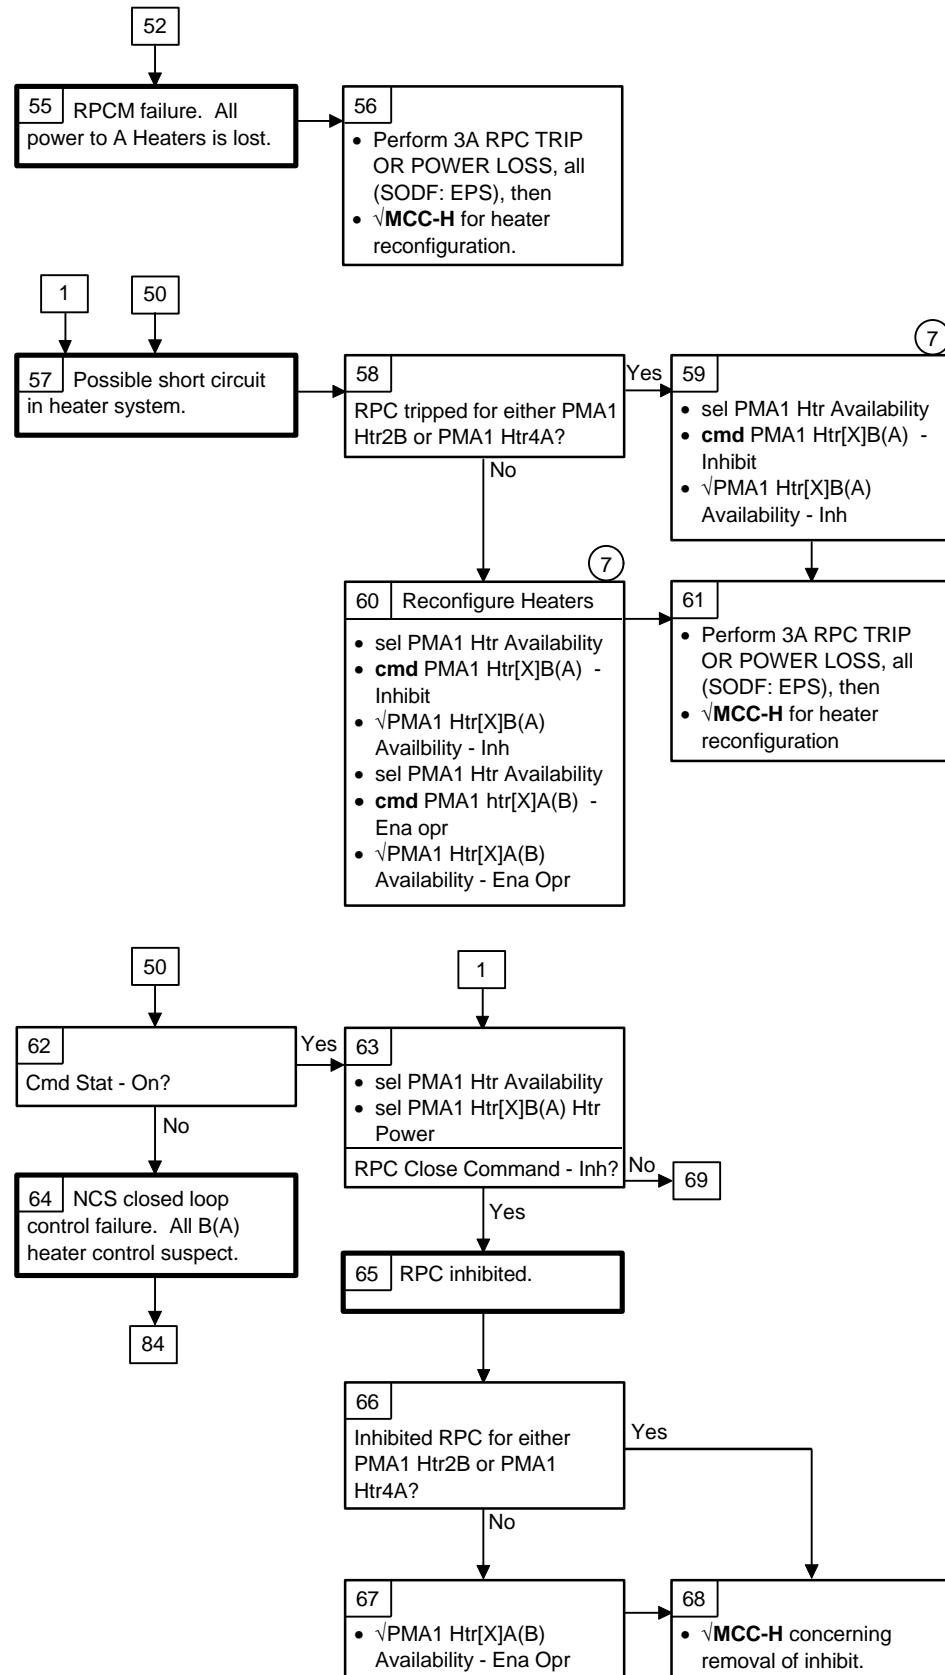 52
55 RPCM failure.  All
power to A Heaters is lost.
56
• Perform 3A RPC TRIP
OR POWER LOSS, all
(SODF: EPS), then
• √MCC-H for heater
reconfiguration.
1
50
57 Possible short circuit
in heater system.
58
RPC tripped for either PMA1
Htr2B or PMA1 Htr4A?
Yes
No
7
59
• sel PMA1 Htr Availability
• cmd PMA1 Htr[X]B(A) -
Inhibit
• √PMA1 Htr[X]B(A)
Availability - Inh
7
60 Reconfigure Heaters
• sel PMA1 Htr Availability
• cmd PMA1 Htr[X]B(A) -
Inhibit
• √PMA1 Htr[X]B(A)
Availbility - Inh
• sel PMA1 Htr Availability
• cmd PMA1 htr[X]A(B) -
Ena opr
• √PMA1 Htr[X]A(B)
Availability - Ena Opr
61
• Perform 3A RPC TRIP
OR POWER LOSS, all
(SODF: EPS), then
• √MCC-H for heater
reconfiguration
50
1
62
Cmd Stat - On?
Yes
No
63
• sel PMA1 Htr Availability
• sel PMA1 Htr[X]B(A) Htr
Power
RPC Close Command - Inh?
No
69
Yes
64 NCS closed loop
control failure.  All B(A)
heater control suspect.
84
65 RPC inhibited.
66
Inhibited RPC for either
PMA1 Htr2B or PMA1
Htr4A?
Yes
No
67
• √PMA1 Htr[X]A(B)
Availability - Ena Opr
68
• √MCC-H concerning
removal of inhibit.